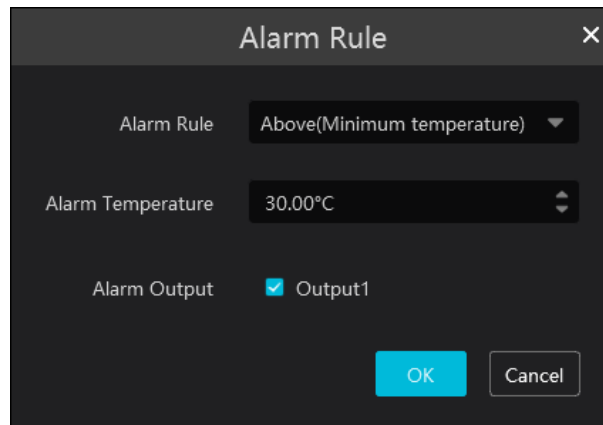 Alarm Rule
Alarm Rule Above(Minimum temperature)
Alarm Temperature 30.00°C
Alarm Output Output1
OK Cancel